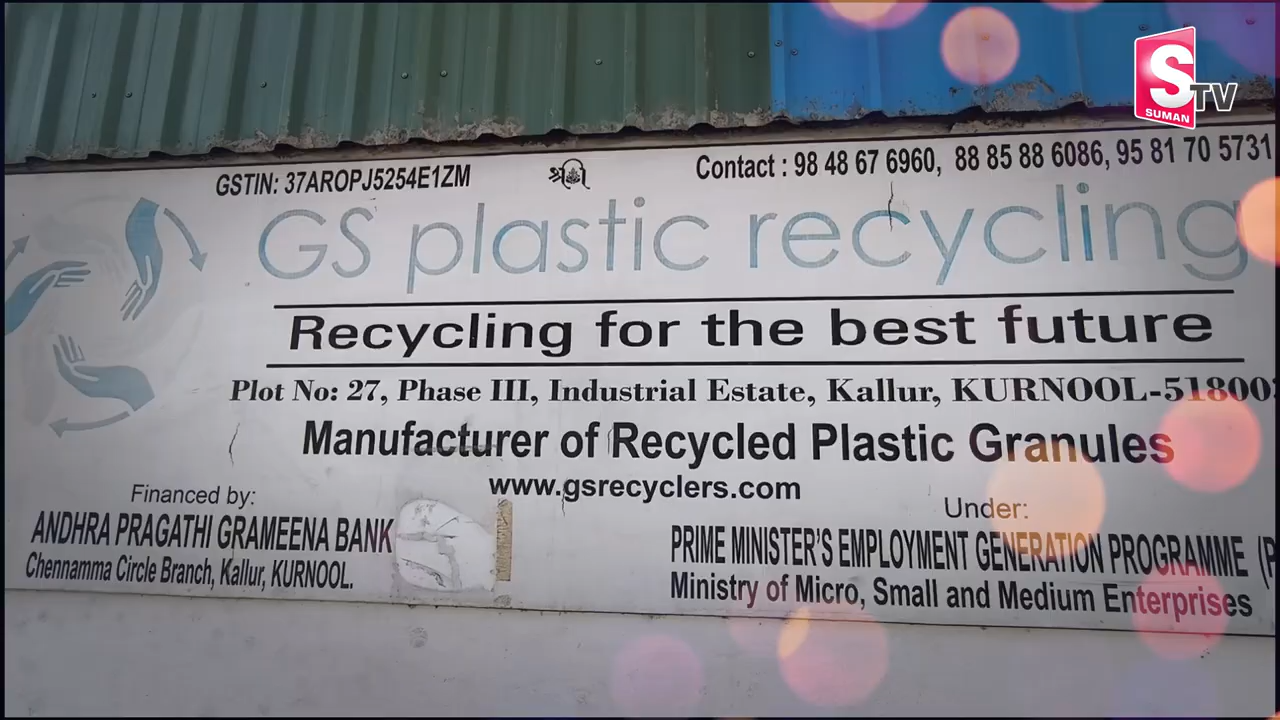 S TV
SUMAN
GSTIN: 37AROPJ5254E1ZM श्री Contact : 98 48 67 6960, 88 85 88 6086, 95 81 70 5731
GS plastic recycling
Recycling for the best future
Plot No: 27, Phase III, Industrial Estate, Kallur, KURNOOL-51800
Manufacturer of Recycled Plastic Granules
www.gsrecyclers.com
Financed by:
ANDHRA PRAGATHI GRAMEENA BANK
Chennamma Circle Branch, Kallur, KURNOOL.
Under:
PRIME MINISTER'S EMPLOYMENT GENERATION PROGRAMME (P
Ministry of Micro, Small and Medium Enterprises